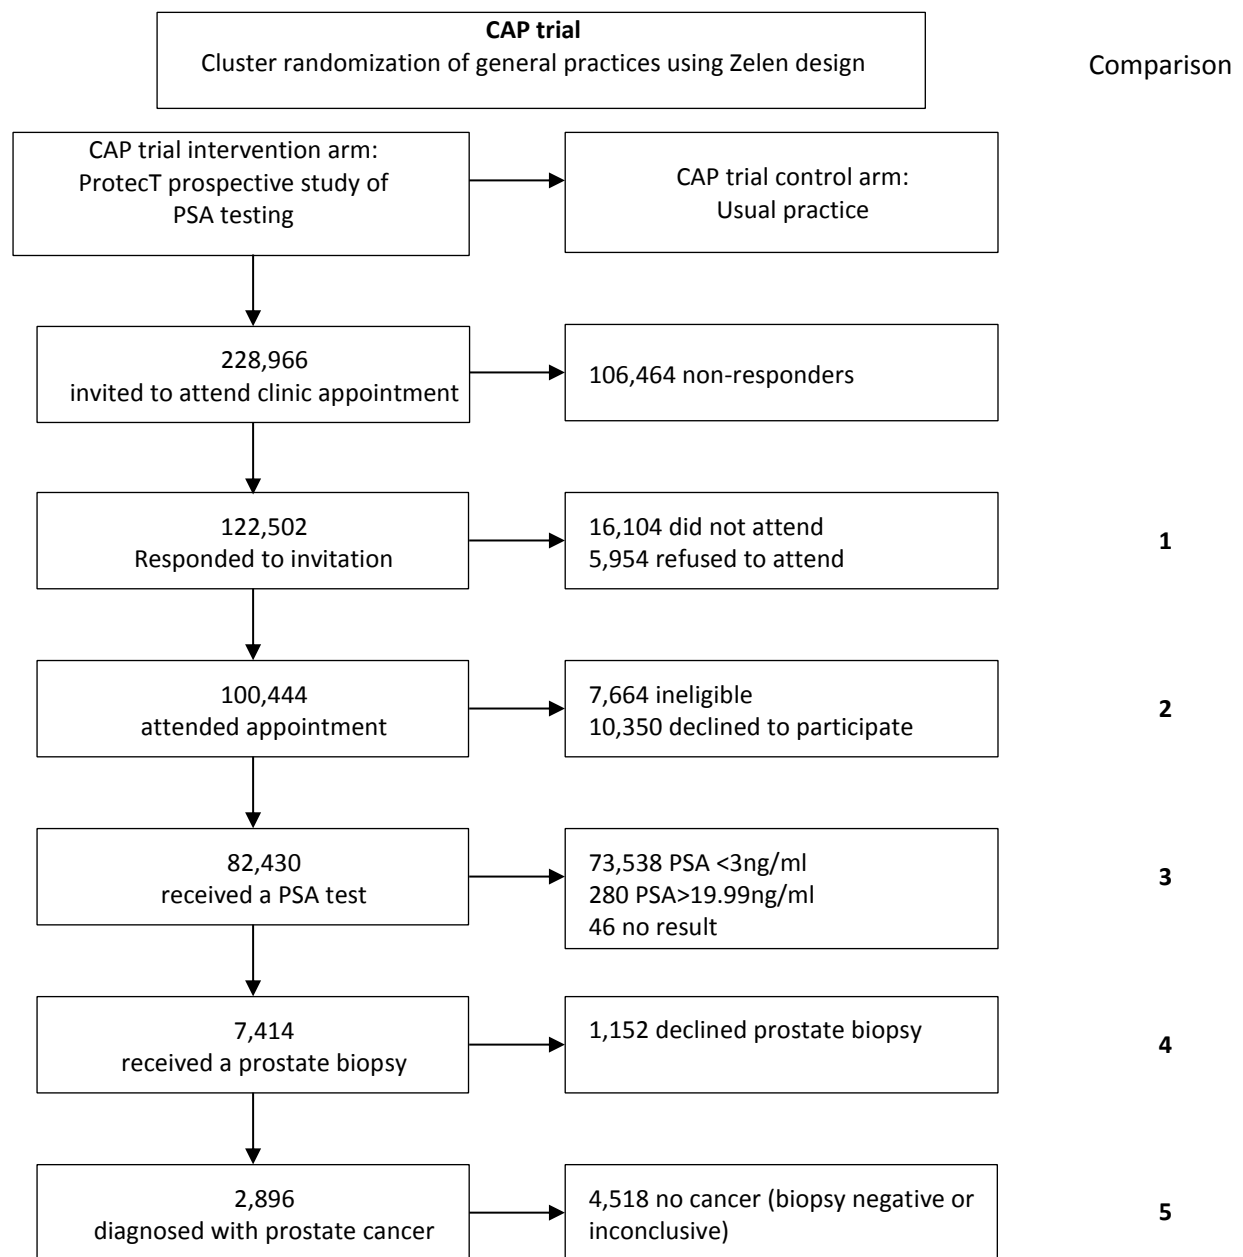 CAP trial
Cluster randomization of general practices using Zelen design
Comparison
CAP trial intervention arm:
ProtecT prospective study of
PSA testing
CAP trial control arm:
Usual practice
228,966
invited to attend clinic appointment
106,464 non-responders
122,502
Responded to invitation
16,104 did not attend
5,954 refused to attend
1
100,444
attended appointment
7,664 ineligible
10,350 declined to participate
2
82,430
received a PSA test
73,538 PSA <3ng/ml
280 PSA>19.99ng/ml
46 no result
3
7,414
received a prostate biopsy
1,152 declined prostate biopsy
4
2,896
diagnosed with prostate cancer
4,518 no cancer (biopsy negative or
inconclusive)
5